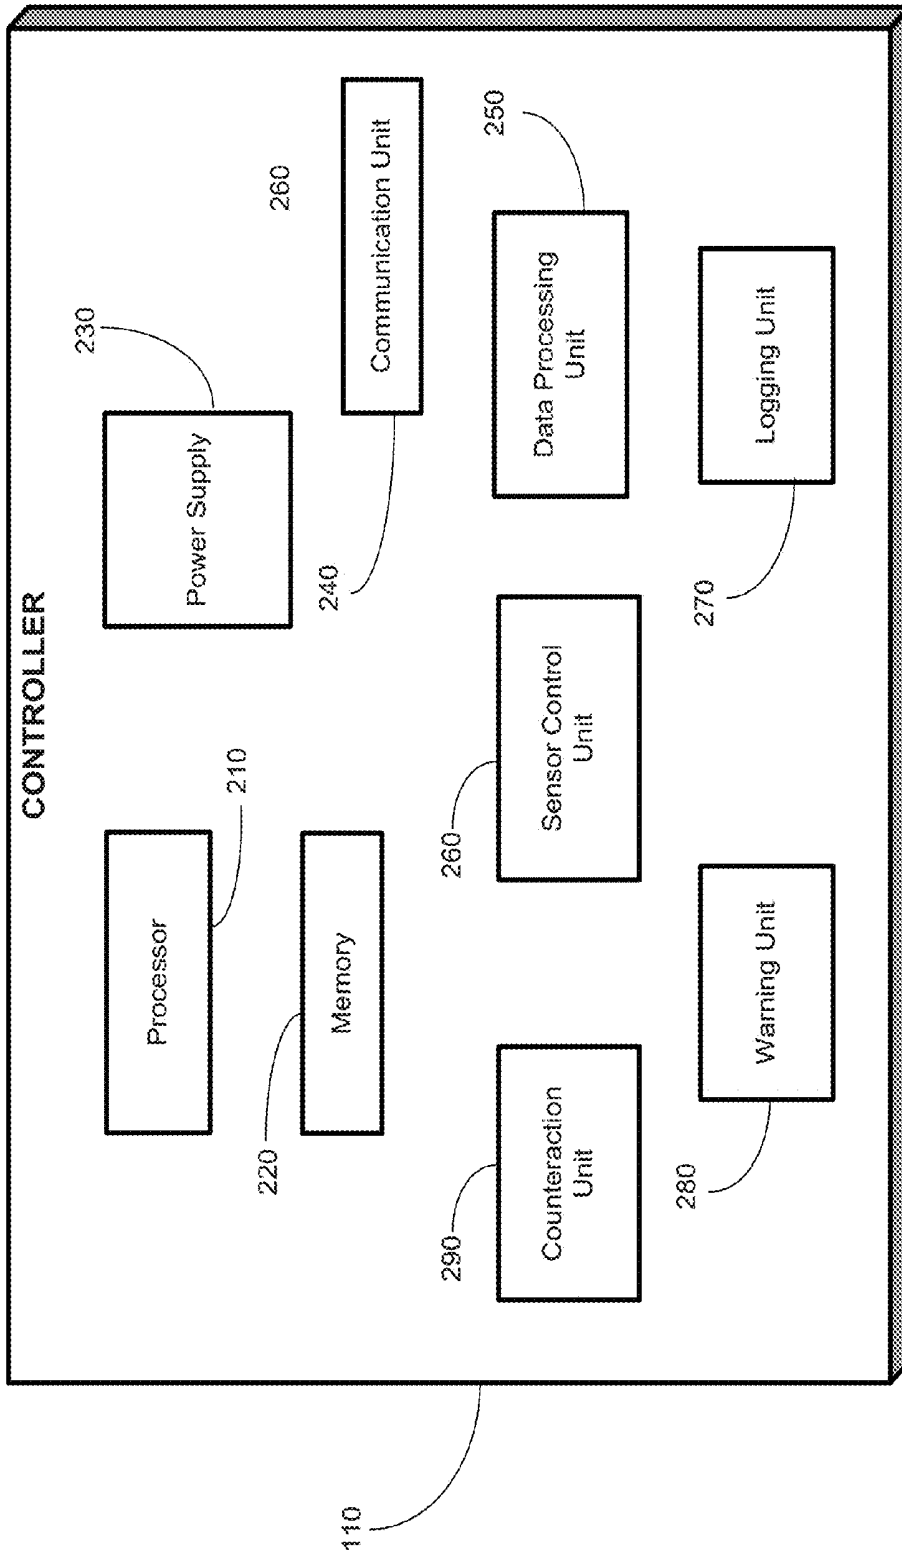 CONTROLLER
Processor
210
Power Supply
230
220
Memory
240
Communication Unit
260
290
Counteraction
Unit
260
Sensor Control
Unit
Data Processing
Unit
250
280
Warning Unit
270
Logging Unit
110